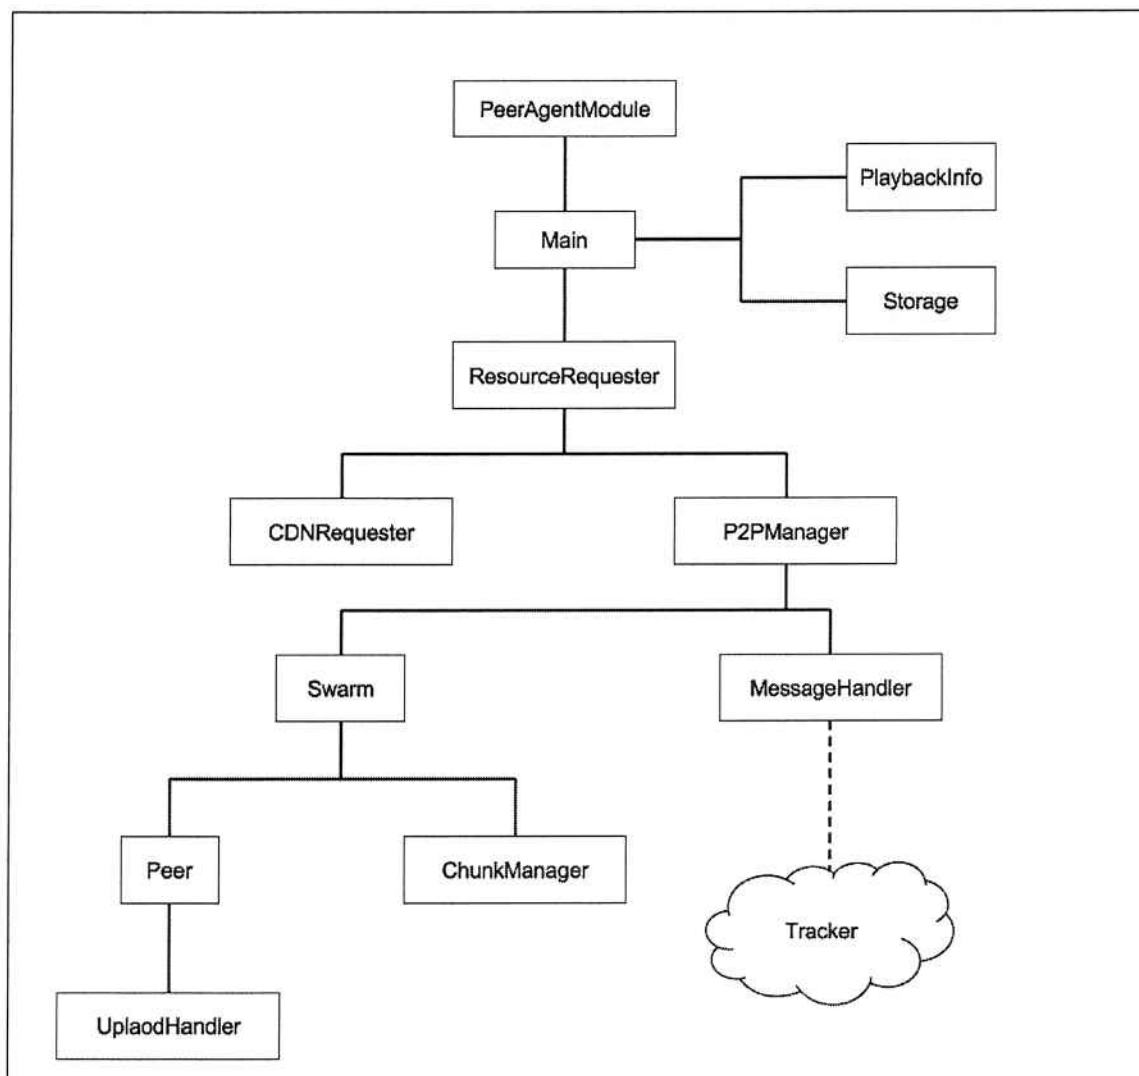 PeerAgentModule
PlaybackInfo
Main
Storage
ResourceRequester
CDNRequester
P2PManager
Swarm
MessageHandler
Peer
ChunkManager
Tracker
UplaodHandler